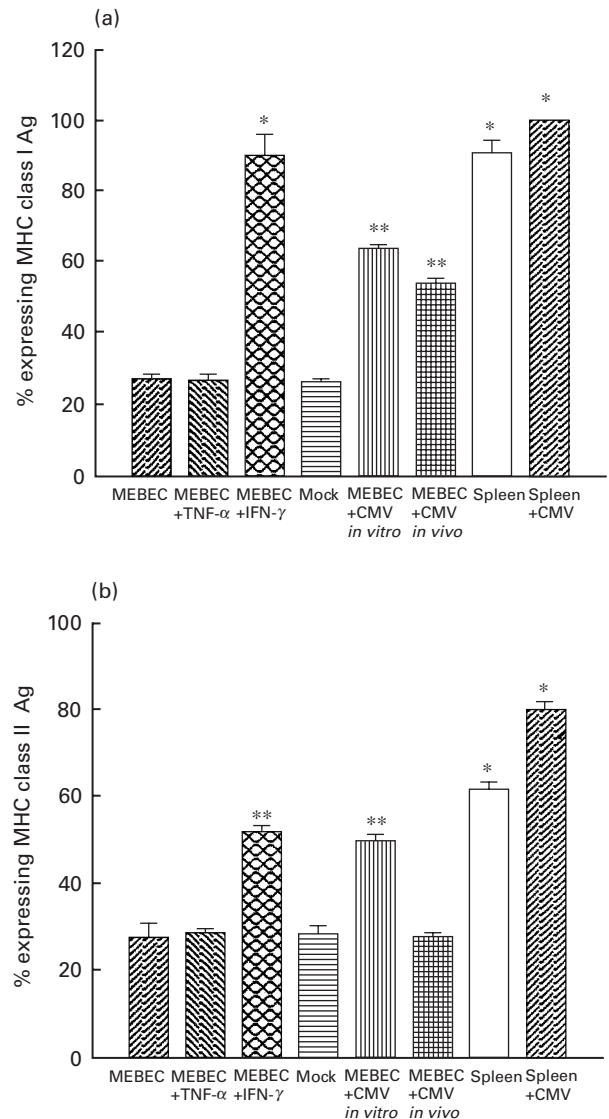 (a)
120
100
80
60
40
20
0
% expressing MHC class I Ag
*
**
**
*
*
MEBEC MEBEC MEBEC Mock MEBEC MEBEC Spleen Spleen
+TNF-α +IFN-γ +CMV +CMV +CMV
in vitro in vivo
(b)
100
80
60
40
20
0
% expressing MHC class II Ag
**
**
*
*
MEBEC MEBEC MEBEC Mock MEBEC MEBEC Spleen Spleen
+TNF-α +IFN-γ +CMV +CMV +CMV
in vitro in vivo